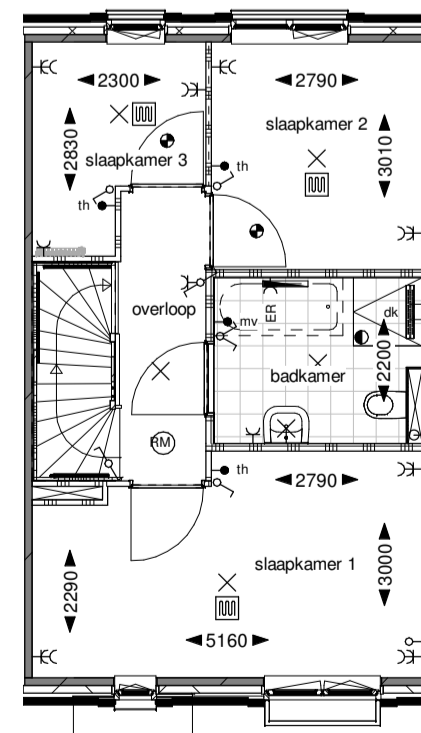 2300
2790
2830
slaapkamer 3
slaapkamer 2
3010
th
th
overloop
ER
mv
dk
badkamer
2200
RM
th
2790
slaapkamer 1
2290
3000
5160